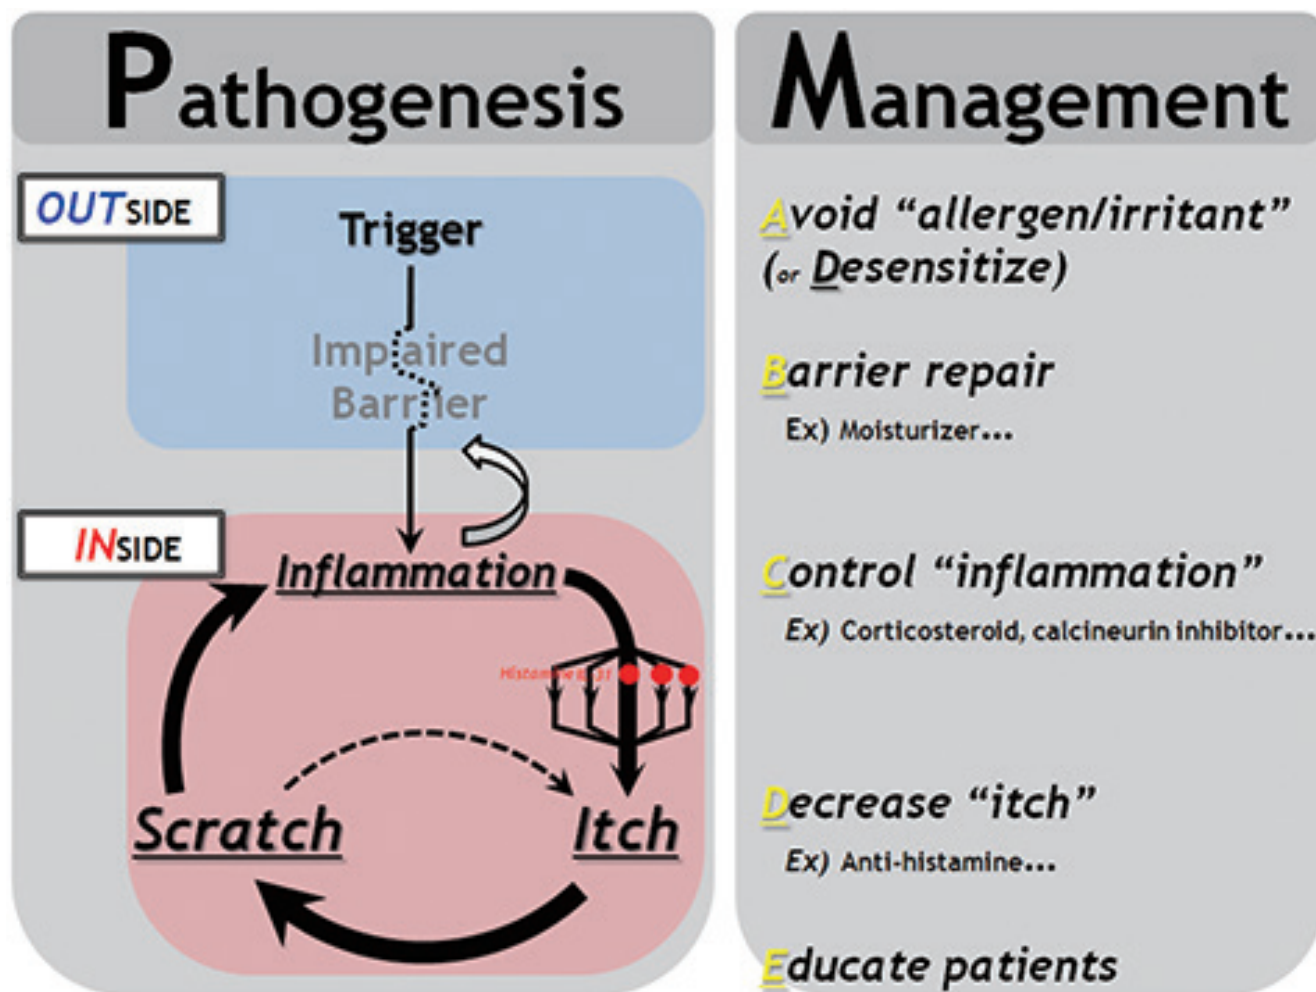 Pathogenesis
OUTSIDE
Trigger
Impaired
Barrier
INSIDE
Inflammation
Scratch
Itch
Management
Avoid “allergen/irritant”
(or Desensitize)
Barrier repair
Ex) Moisturizer...
Control “inflammation”
Ex) Corticosteroid, calcineurin inhibitor...
Decrease “itch”
Ex) Anti-histamine...
Educate patients